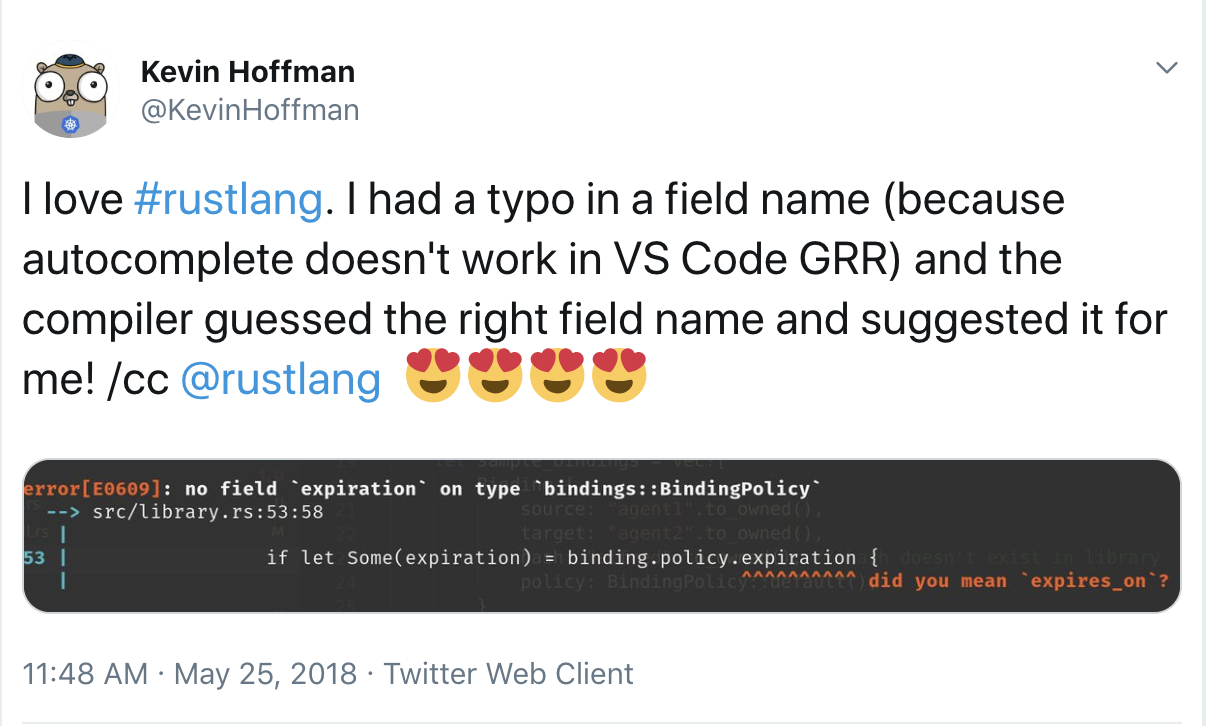 Kevin Hoffman
@KevinHoffman
I love #rustlang. I had a typo in a field name (because
autocomplete doesn't work in VS Code GRR) and the
compiler guessed the right field name and suggested it for
me! /cc @rustlang 😍😍😍😍
error[E0609]: no field `expiration` on type `bindings::BindingPolicy`
--> src/library.rs:53:58
|
53 | if let Some(expiration) = binding.policy.expiration {
| ^^^^^^^^^^ did you mean `expires_on`?
11:48 AM · May 25, 2018 · Twitter Web Client